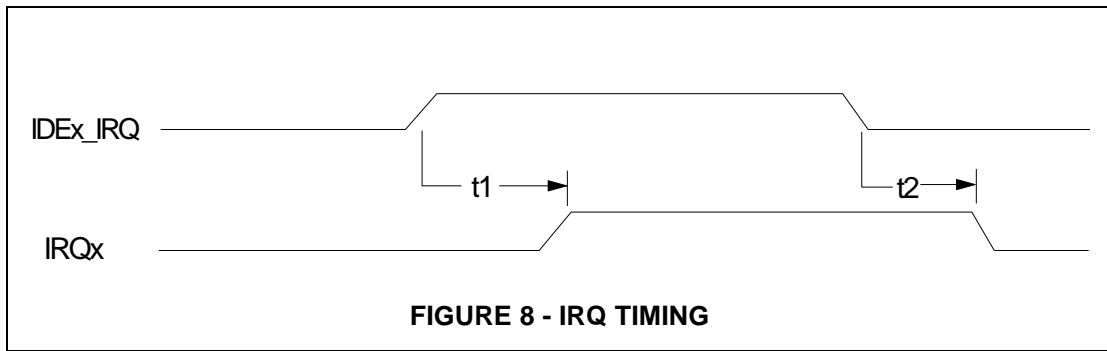 IDEx_IRQ
t1
t2
IRQx
FIGURE 8 - IRQ TIMING